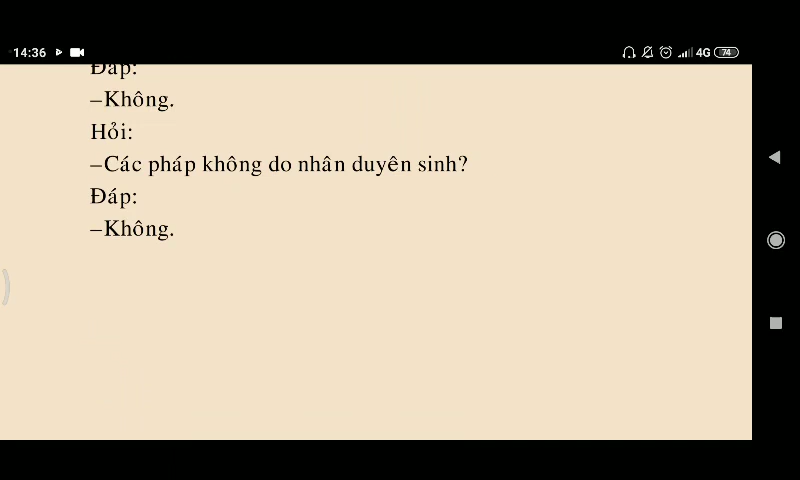 14:36
4G 74
Đáp:
–Không.
Hỏi:
–Các pháp không do nhân duyên sinh?
Đáp:
–Không.